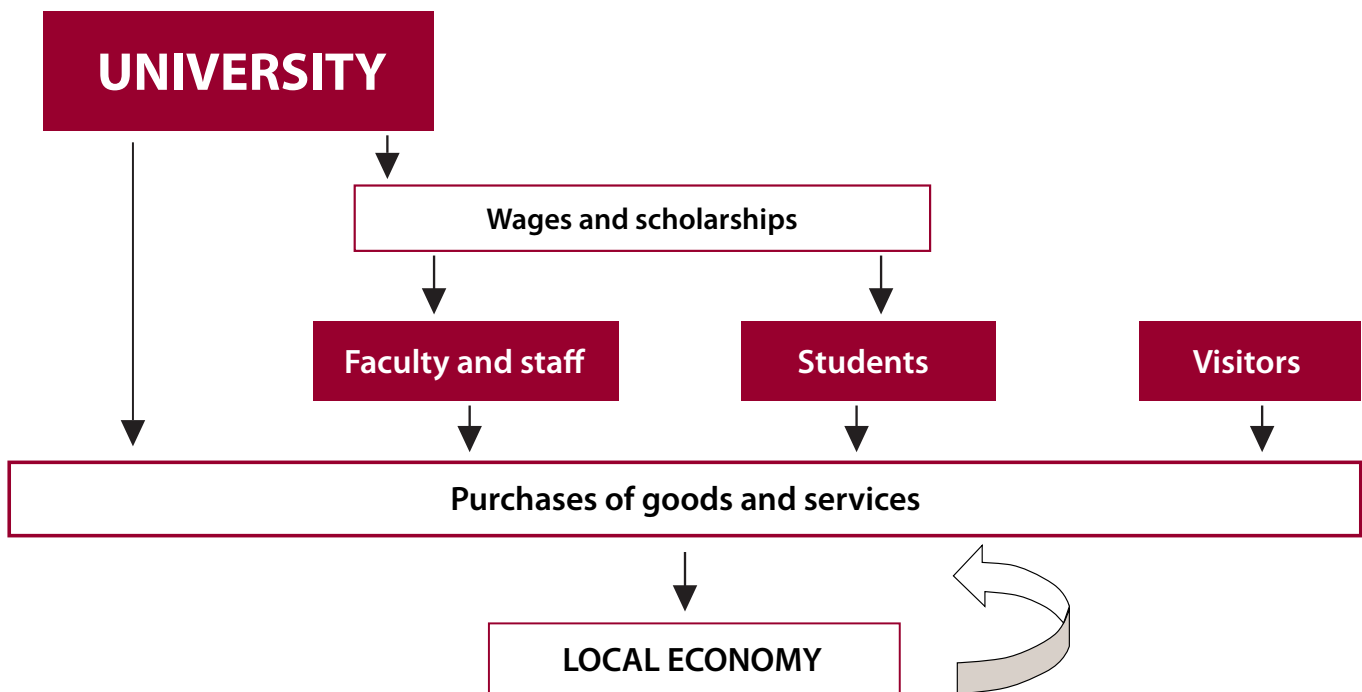 UNIVERSITY
Wages and scholarships
Faculty and staff
Students
Visitors
Purchases of goods and services
LOCAL ECONOMY